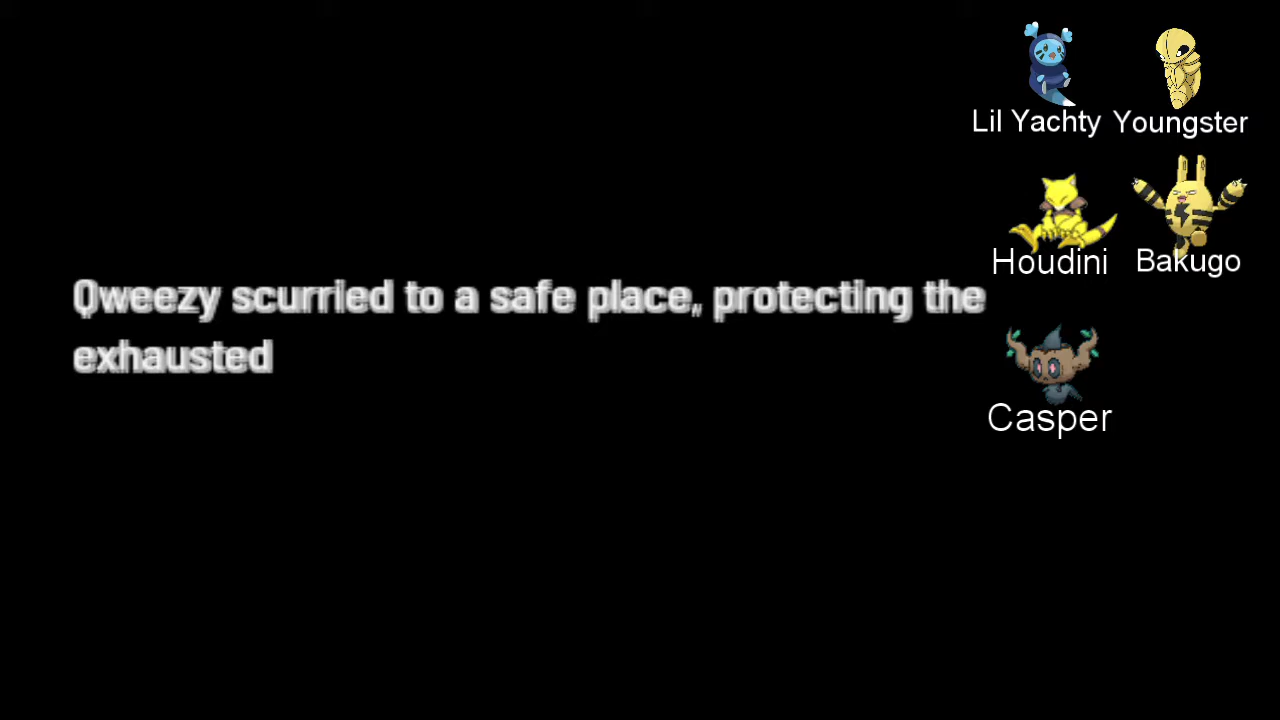 Lil Yachty Youngster
Houdini Bakugo
Qweezy scurried to a safe place, protecting the
exhausted
Casper